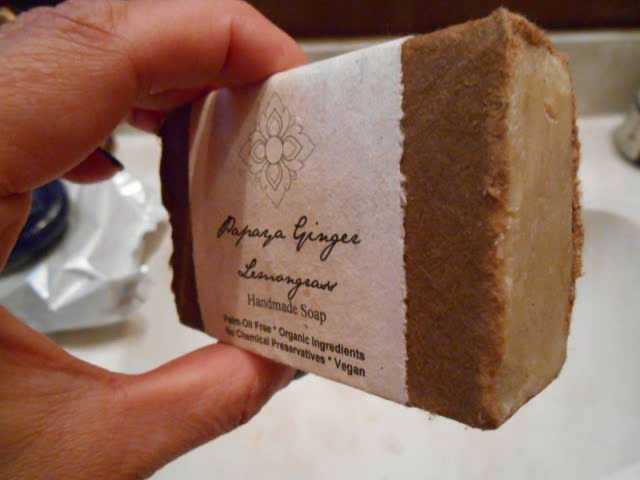 Papaya Ginger
Lemongrass
Handmade Soap
Palm-Oil Free * Organic Ingredients
No Chemical Preservatives * Vegan